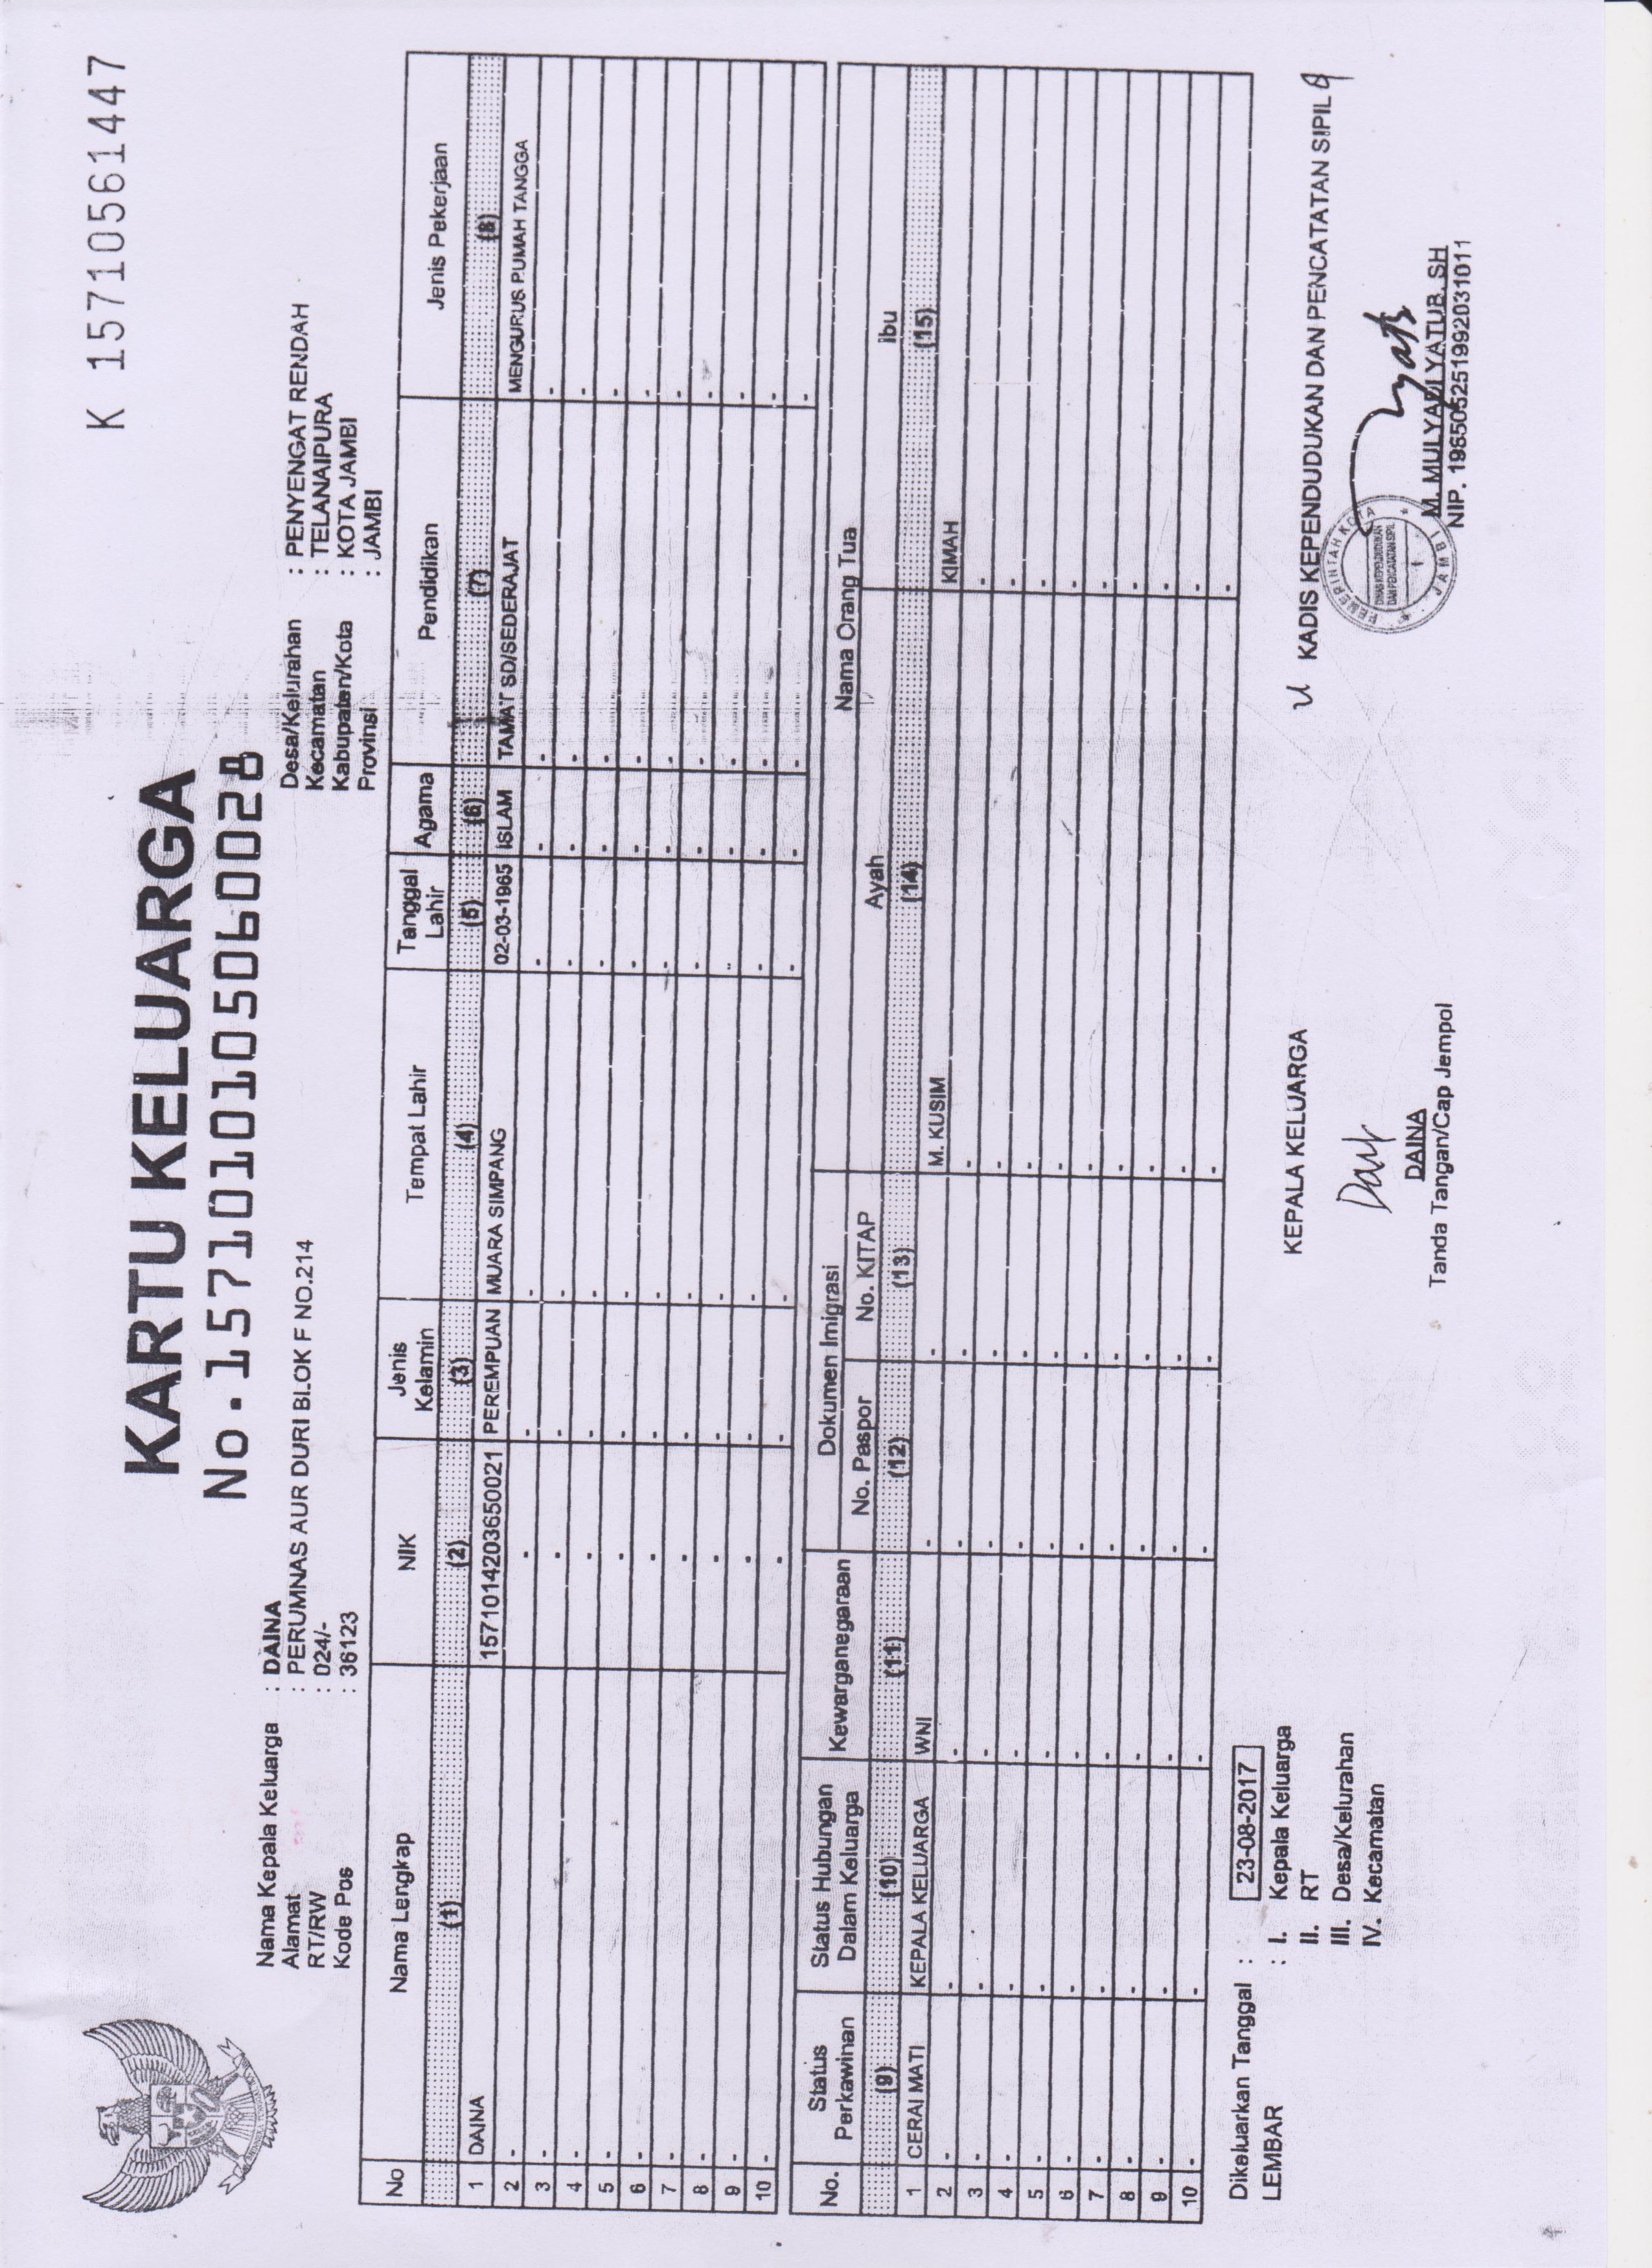 K 15710561447
KARTU KELUARGA
No.1571010105060028
Nama Kepala Keluarga : DAINA
Alamat : PERUMNAS AUR DURI BLOK F NO.214
RT/RW : 024/-
Kode Pos : 36123
Desa/Kelurahan : PENYENGAT RENDAH
Kecamatan : TELANAIPURA
Kabupaten/Kota : KOTA JAMBI
Provinsi : JAMBI
No Nama Lengkap NIK Jenis Kelamin Tempat Lahir Tanggal Lahir Agama Pendidikan Jenis Pekerjaan
(1) (2) (3) (4) (5) (6) (7) (8)
1 DAINA 1571014203650021 PEREMPUAN MUARA SIMPANG 02-03-1965 ISLAM TAMAT SD/SEDERAJAT MENGURUS PUMAH TANGGA
2 - - - - - - - -
3 - - - - - - - -
4 - - - - - - - -
5 - - - - - - - -
6 - - - - - - - -
7 - - - - - - - -
8 - - - - - - - -
9 - - - - - - - -
10 - - - - - - - -
No. Status Perkawinan Status Hubungan Dalam Keluarga Kewarganegaraan Dokumen Imigrasi Nama Orang Tua
No. Paspor No. KITAP Ayah Ibu
(9) (10) (11) (12) (13) (14) (15)
1 CERAI MATI KEPALA KELUARGA WNI - - M. KUSIM KIMAH
2 - - - - - - -
3 - - - - - - -
4 - - - - - - -
5 - - - - - - -
6 - - - - - - -
7 - - - - - - -
8 - - - - - - -
9 - - - - - - -
10 - - - - - - -
Dikeluarkan Tanggal : 23-08-2017
LEMBAR : I. Kepala Keluarga
II. RT
III. Desa/Kelurahan
IV. Kecamatan
KEPALA KELUARGA
DAINA
Tanda Tangan/Cap Jempol
KADIS KEPENDUDUKAN DAN PENCATATAN SIPIL
PEMERINTAH KOTA
DINAS KEPENDUDUKAN
DAN PENCATATAN SIPIL
JAMBI
M. MULYADI YATUB, SH
NIP. 196505251992031011